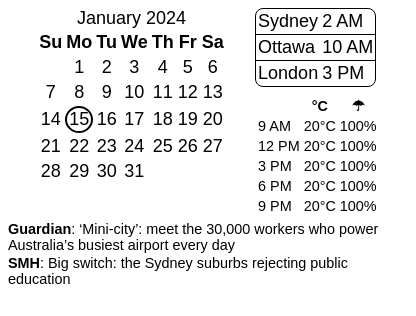 January 2024
Su Mo Tu We Th Fr Sa
1 2 3 4 5 6
7 8 9 10 11 12 13
14 15 16 17 18 19 20
21 22 23 24 25 26 27
28 29 30 31
Sydney 2 AM
Ottawa 10 AM
London 3 PM
°C ☂
9 AM 20°C 100%
12 PM 20°C 100%
3 PM 20°C 100%
6 PM 20°C 100%
9 PM 20°C 100%
Guardian: ‘Mini-city’: meet the 30,000 workers who power
Australia’s busiest airport every day
SMH: Big switch: the Sydney suburbs rejecting public
education